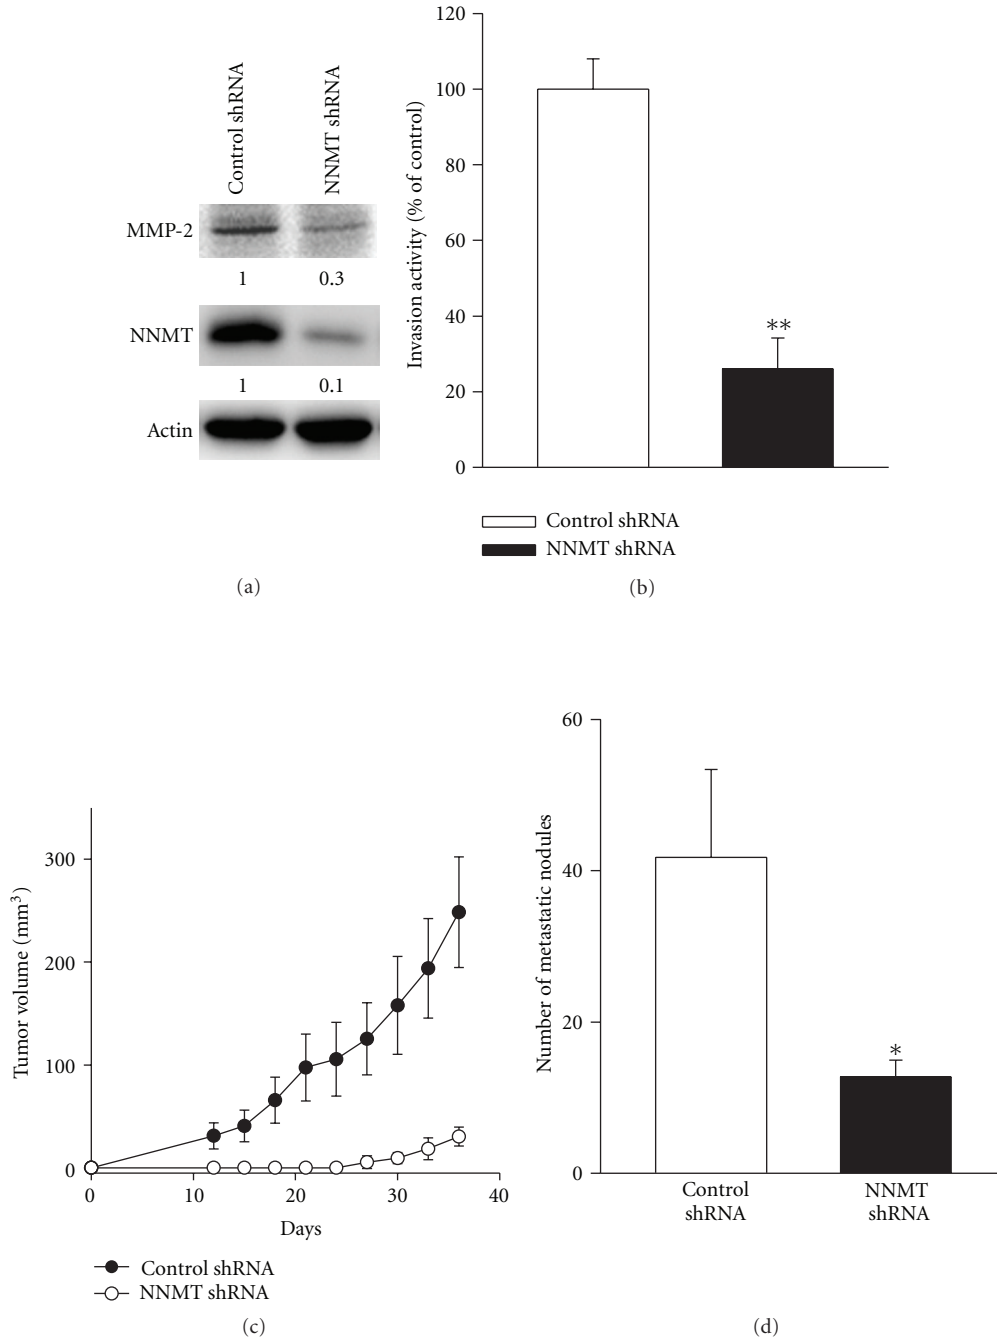 Control shRNA
NNMT shRNA
MMP-2
1 0.3
NNMT
1 0.1
Actin
(a)
Invasion activity (% of control)
120
100
80
60
40
20
0
**
Control shRNA
NNMT shRNA
(b)
Tumor volume (mm³)
300
200
100
0
0 10 20 30 40
Days
Control shRNA
NNMT shRNA
(c)
Number of metastatic nodules
60
40
20
0
*
Control
shRNA
NNMT
shRNA
(d)